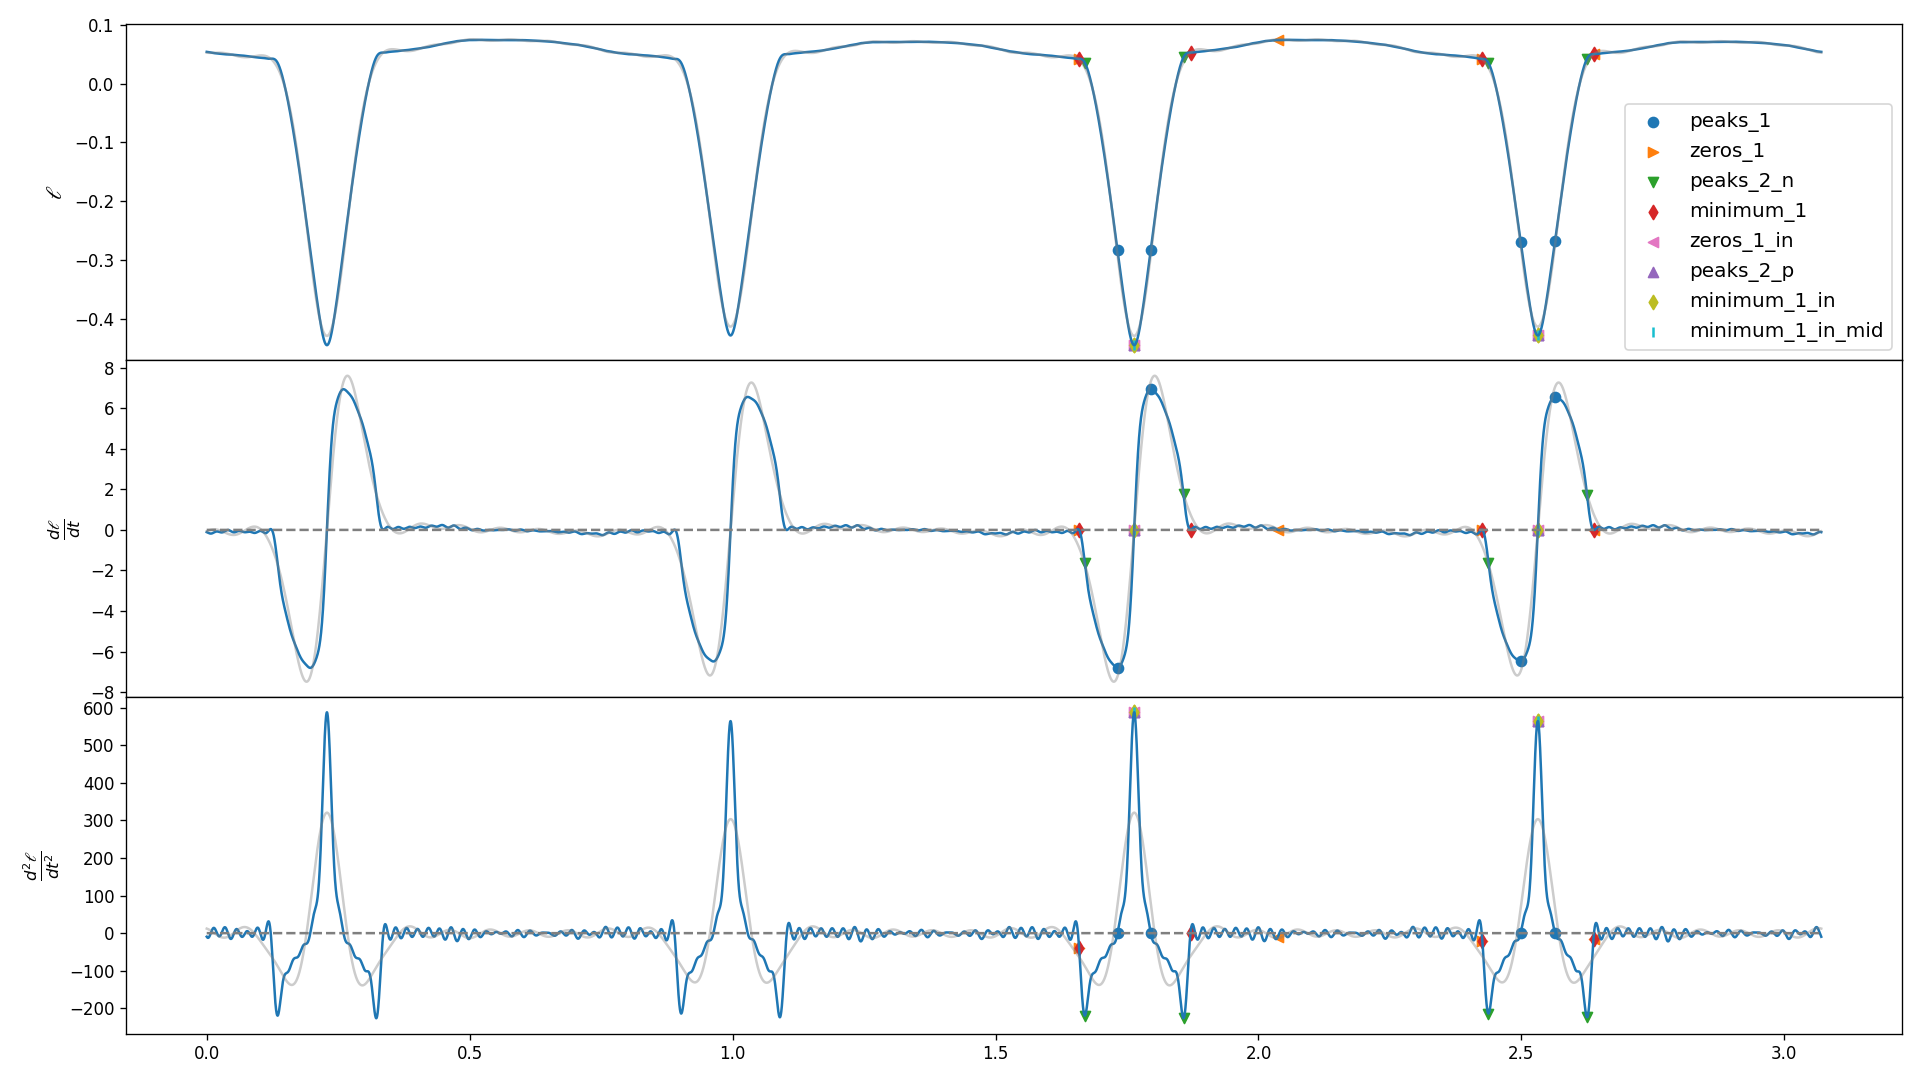 0.1
0.0
−0.1
−0.2
−0.3
−0.4
ℓ
peaks_1
zeros_1
peaks_2_n
minimum_1
zeros_1_in
peaks_2_p
minimum_1_in
minimum_1_in_mid
8
6
4
2
0
−2
−4
−6
−8
dℓ
dt
600
500
400
300
200
100
0
−100
−200
d²ℓ
dt²
0.0 0.5 1.0 1.5 2.0 2.5 3.0